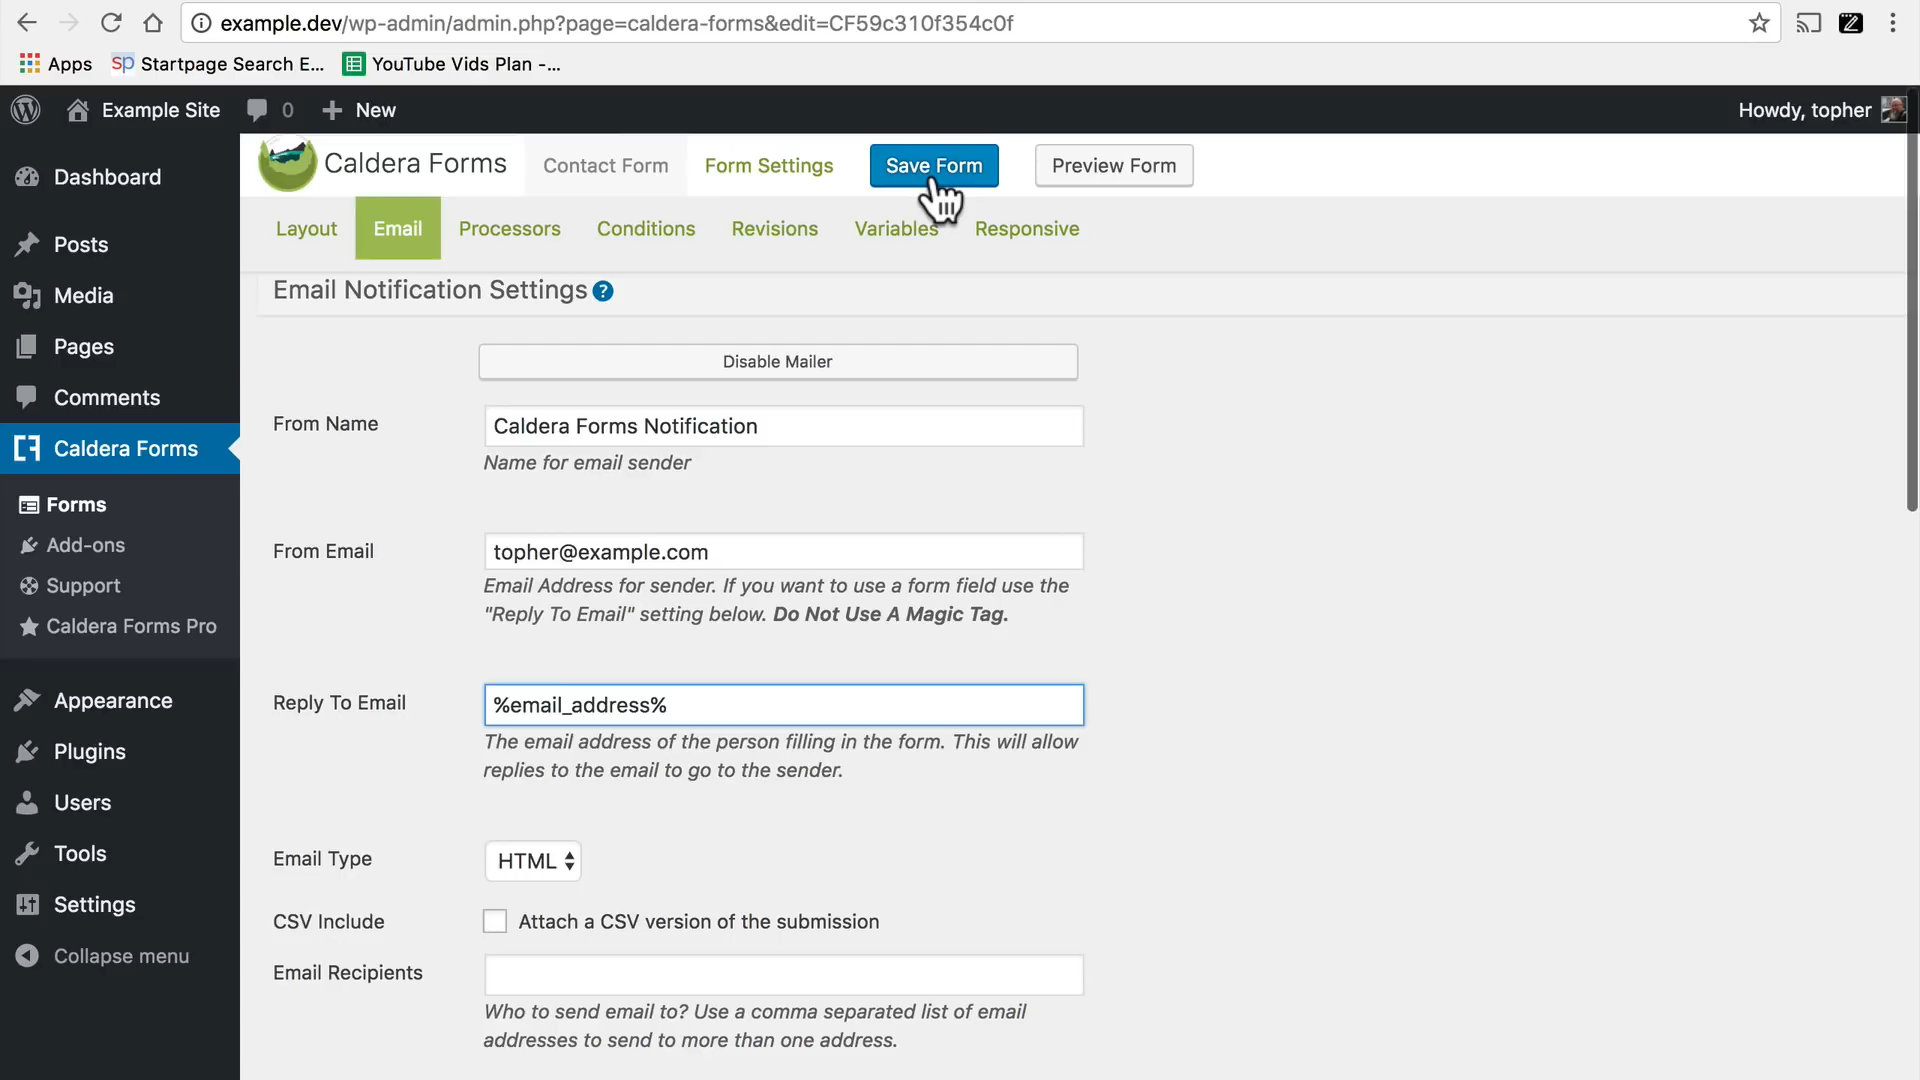 example.dev/wp-admin/admin.php?page=caldera-forms&edit=CF59c310f354c0f
Apps
Startpage Search E...
YouTube Vids Plan -...
Example Site
0
New
Howdy, topher
Dashboard
Posts
Media
Pages
Comments
Caldera Forms
Forms
Add-ons
Support
Caldera Forms Pro
Appearance
Plugins
Users
Tools
Settings
Collapse menu
Caldera Forms
Contact Form
Form Settings
Save Form
Preview Form
Layout
Email
Processors
Conditions
Revisions
Variables
Responsive
Email Notification Settings ?
Disable Mailer
From Name
Caldera Forms Notification
Name for email sender
From Email
topher@example.com
Email Address for sender. If you want to use a form field use the
"Reply To Email" setting below. Do Not Use A Magic Tag.
Reply To Email
%email_address%
The email address of the person filling in the form. This will allow
replies to the email to go to the sender.
Email Type
HTML
CSV Include
Attach a CSV version of the submission
Email Recipients
Who to send email to? Use a comma separated list of email
addresses to send to more than one address.